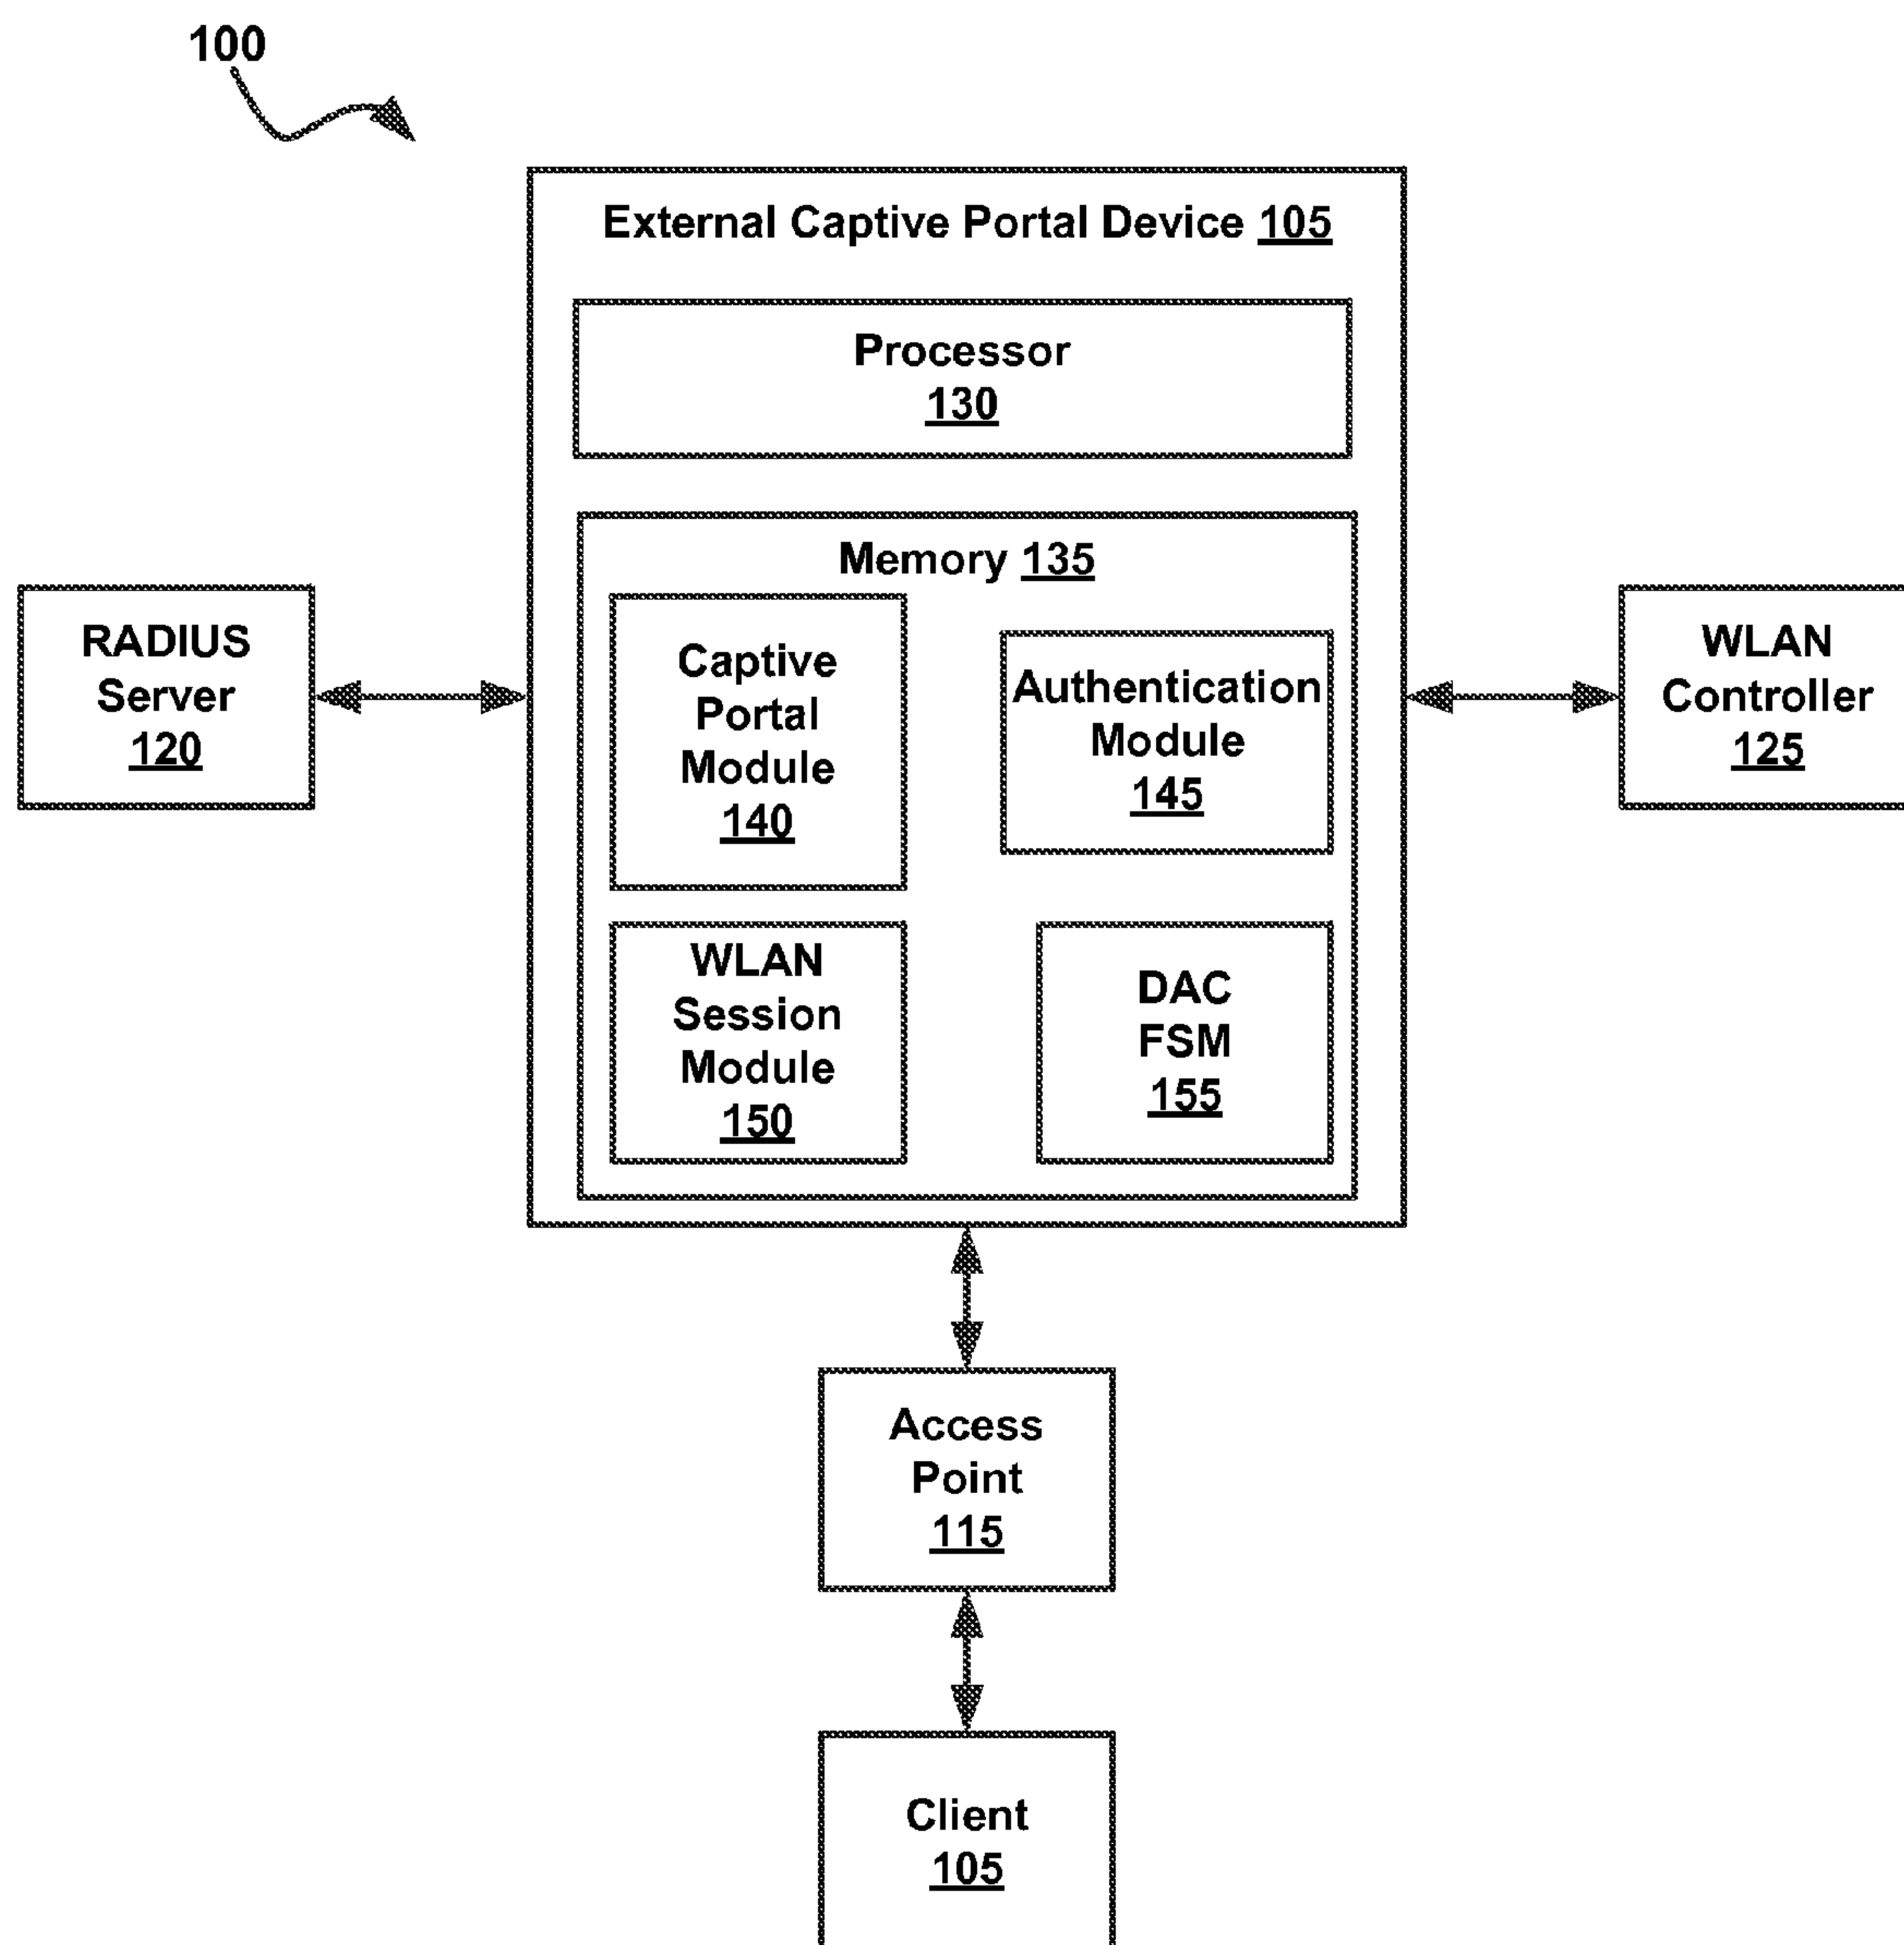 100
External Captive Portal Device 105
Processor
130
Memory 135
RADIUS
Server
120
Captive
Portal
Module
140
Authentication
Module
145
WLAN
Controller
125
WLAN
Session
Module
150
DAC
FSM
155
Access
Point
115
Client
105